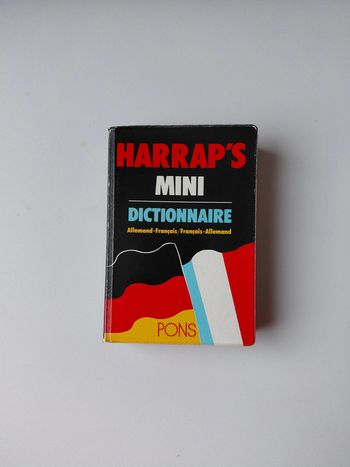 HARRAP'S
MINI
DICTIONNAIRE
Allemand-Français/Français-Allemand
PONS